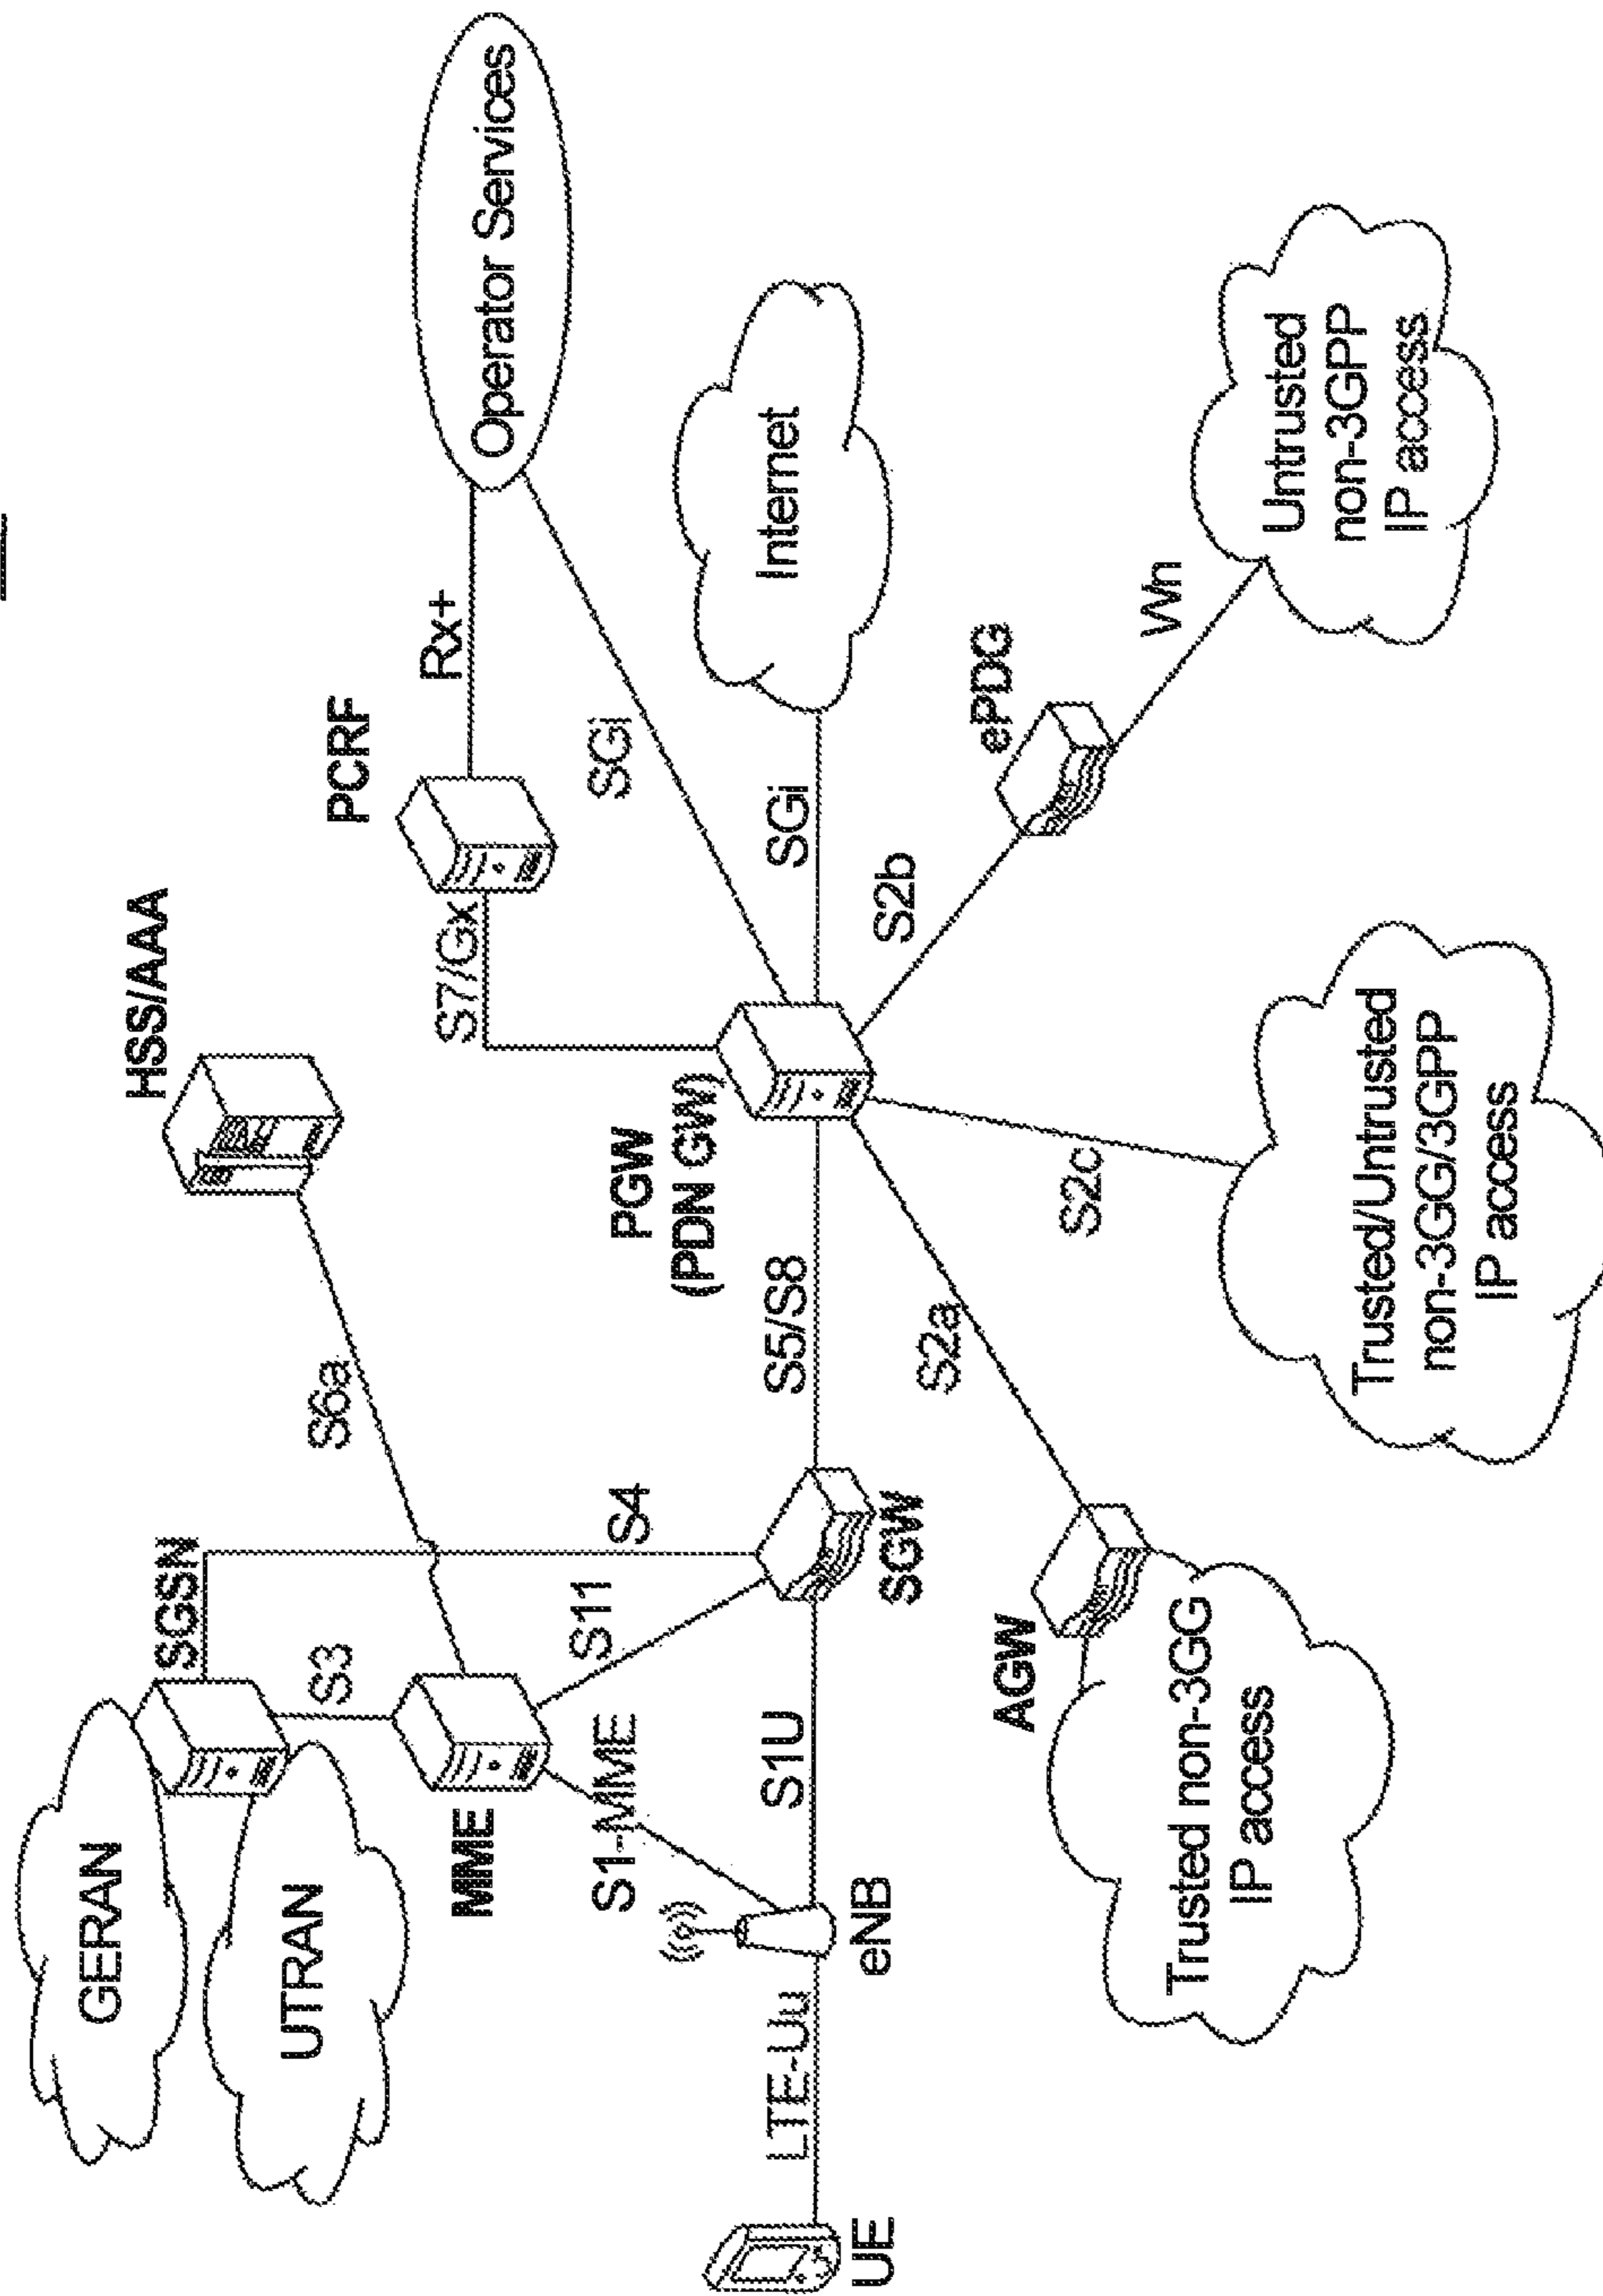 GERAN
SGSN
UTRAN
S3
S4
MME
S11
S6a
HSS/AAA
S1-MME
PCRF
S7/Gx
Rx+
Operator Services
SGi
PGW
(PDN GW)
UE
LTE-Uu
eNB
S1U
SGW
S5/S8
SGi
Internet
S2a
S2c
S2b
ePDG
Wn
AGW
Trusted non-3GG
IP access
Trusted/Untrusted
non-3GG/3GPP
IP access
Untrusted
non-3GPP
IP access